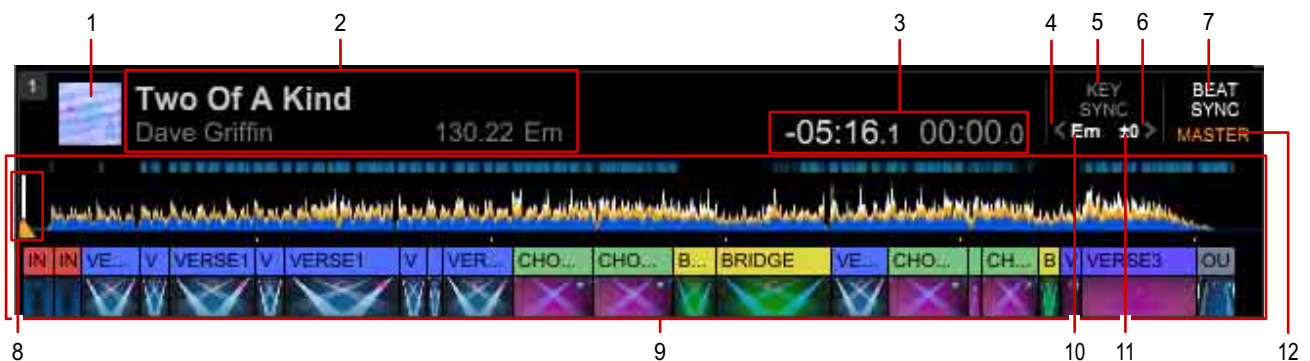 1 2 3 4 5 6 7
1
Two Of A Kind
Dave Griffin 130.22 Em
-05:16.1 00:00.0
KEY
SYNC
< Em ±0 >
BEAT
SYNC
MASTER
IN IN VE... V VERSE1 V VERSE1 V VER... CHO... CHO... B... BRIDGE VE... CHO... CH... B V VERSE3 OU
8 9 10 11 12